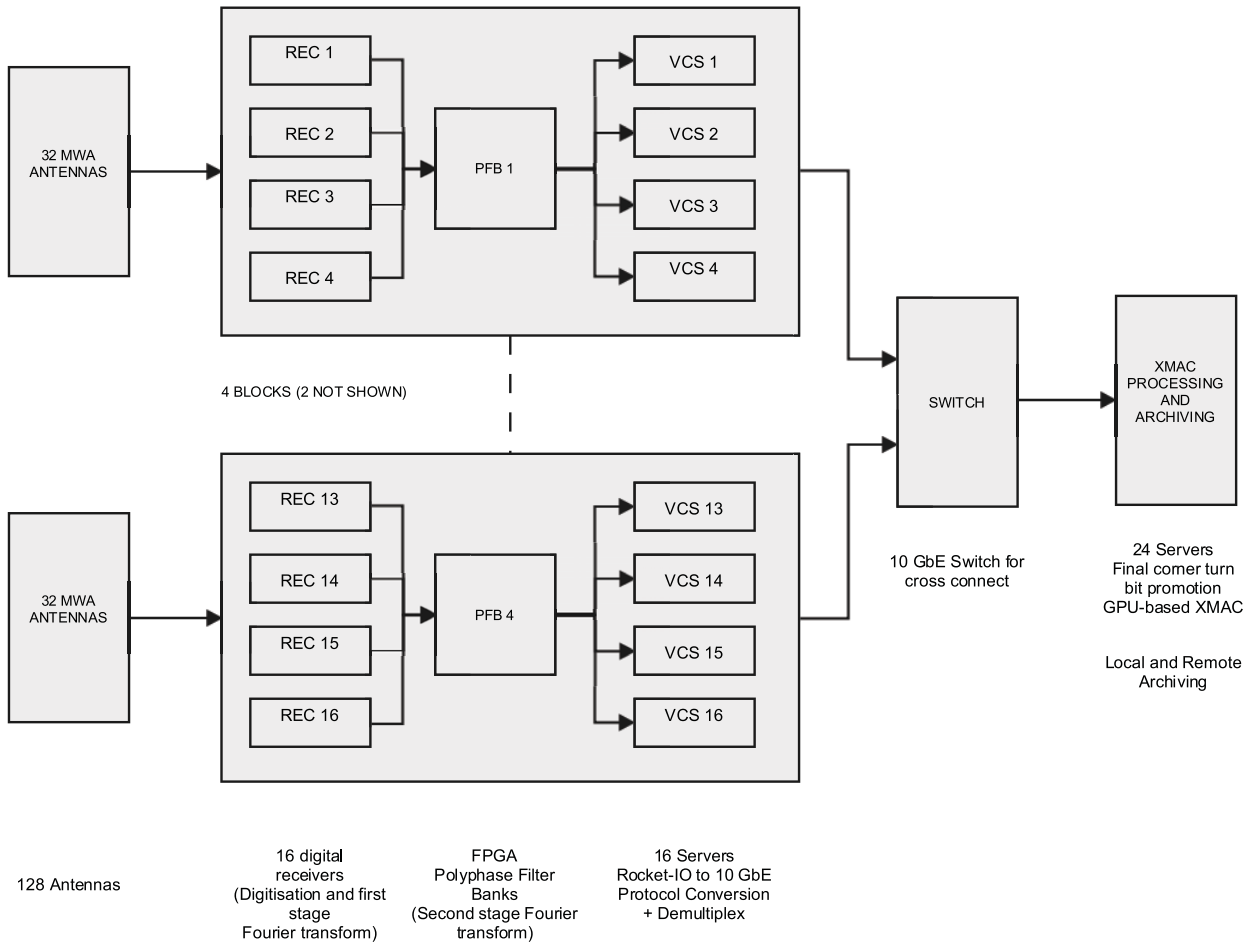 32 MWA
ANTENNAS
REC 1
REC 2
REC 3
REC 4
PFB 1
VCS 1
VCS 2
VCS 3
VCS 4
4 BLOCKS (2 NOT SHOWN)
32 MWA
ANTENNAS
REC 13
REC 14
REC 15
REC 16
PFB 4
VCS 13
VCS 14
VCS 15
VCS 16
SWITCH
10 GbE Switch for
cross connect
XMAC
PROCESSING
AND
ARCHIVING
24 Servers
Final corner turn
bit promotion
GPU-based XMAC
Local and Remote
Archiving
128 Antennas
16 digital
receivers
(Digitisation and first
stage
Fourier transform)
FPGA
Polyphase Filter
Banks
(Second stage Fourier
transform)
16 Servers
Rocket-IO to 10 GbE
Protocol Conversion
+ Demultiplex